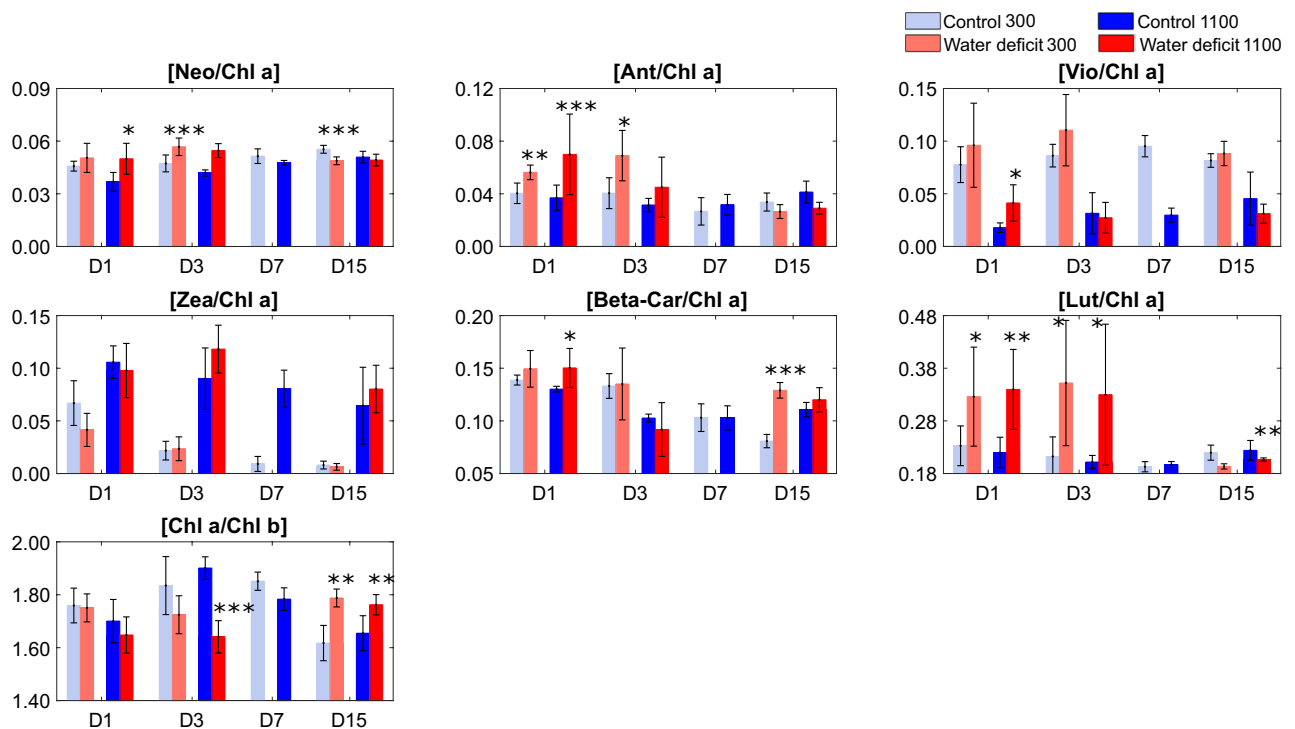 Control 300 Control 1100
Water deficit 300 Water deficit 1100
[Neo/Chl a]
0.09
0.06
0.03
0.00
* *** ***
D1 D3 D7 D15
[Ant/Chl a]
0.12
0.08
0.04
0.00
** *** *
D1 D3 D7 D15
[Vio/Chl a]
0.15
0.10
0.05
0.00
*
D1 D3 D7 D15
[Zea/Chl a]
0.15
0.10
0.05
0.00
D1 D3 D7 D15
[Beta-Car/Chl a]
0.20
0.15
0.10
0.05
* ***
D1 D3 D7 D15
[Lut/Chl a]
0.48
0.38
0.28
0.18
* ** * * **
D1 D3 D7 D15
[Chl a/Chl b]
2.00
1.80
1.60
1.40
*** ** **
D1 D3 D7 D15